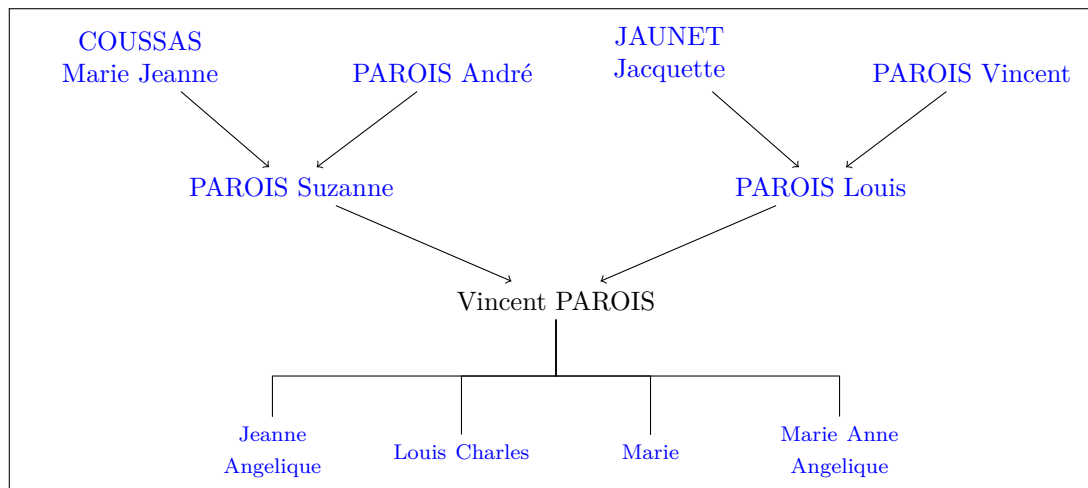 COUSSAS
Marie Jeanne
PAROIS André
JAUNET
Jacquette
PAROIS Vincent
PAROIS Suzanne
PAROIS Louis
Vincent PAROIS
Jeanne
Angelique
Louis Charles
Marie
Marie Anne
Angelique